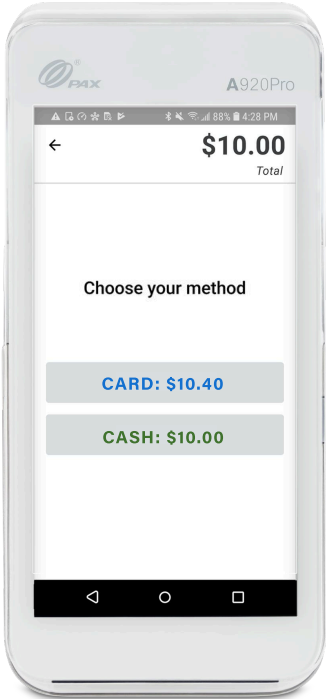 PAX®
A920Pro
88% 4:28 PM
$10.00
Total
Choose your method
CARD: $10.40
CASH: $10.00